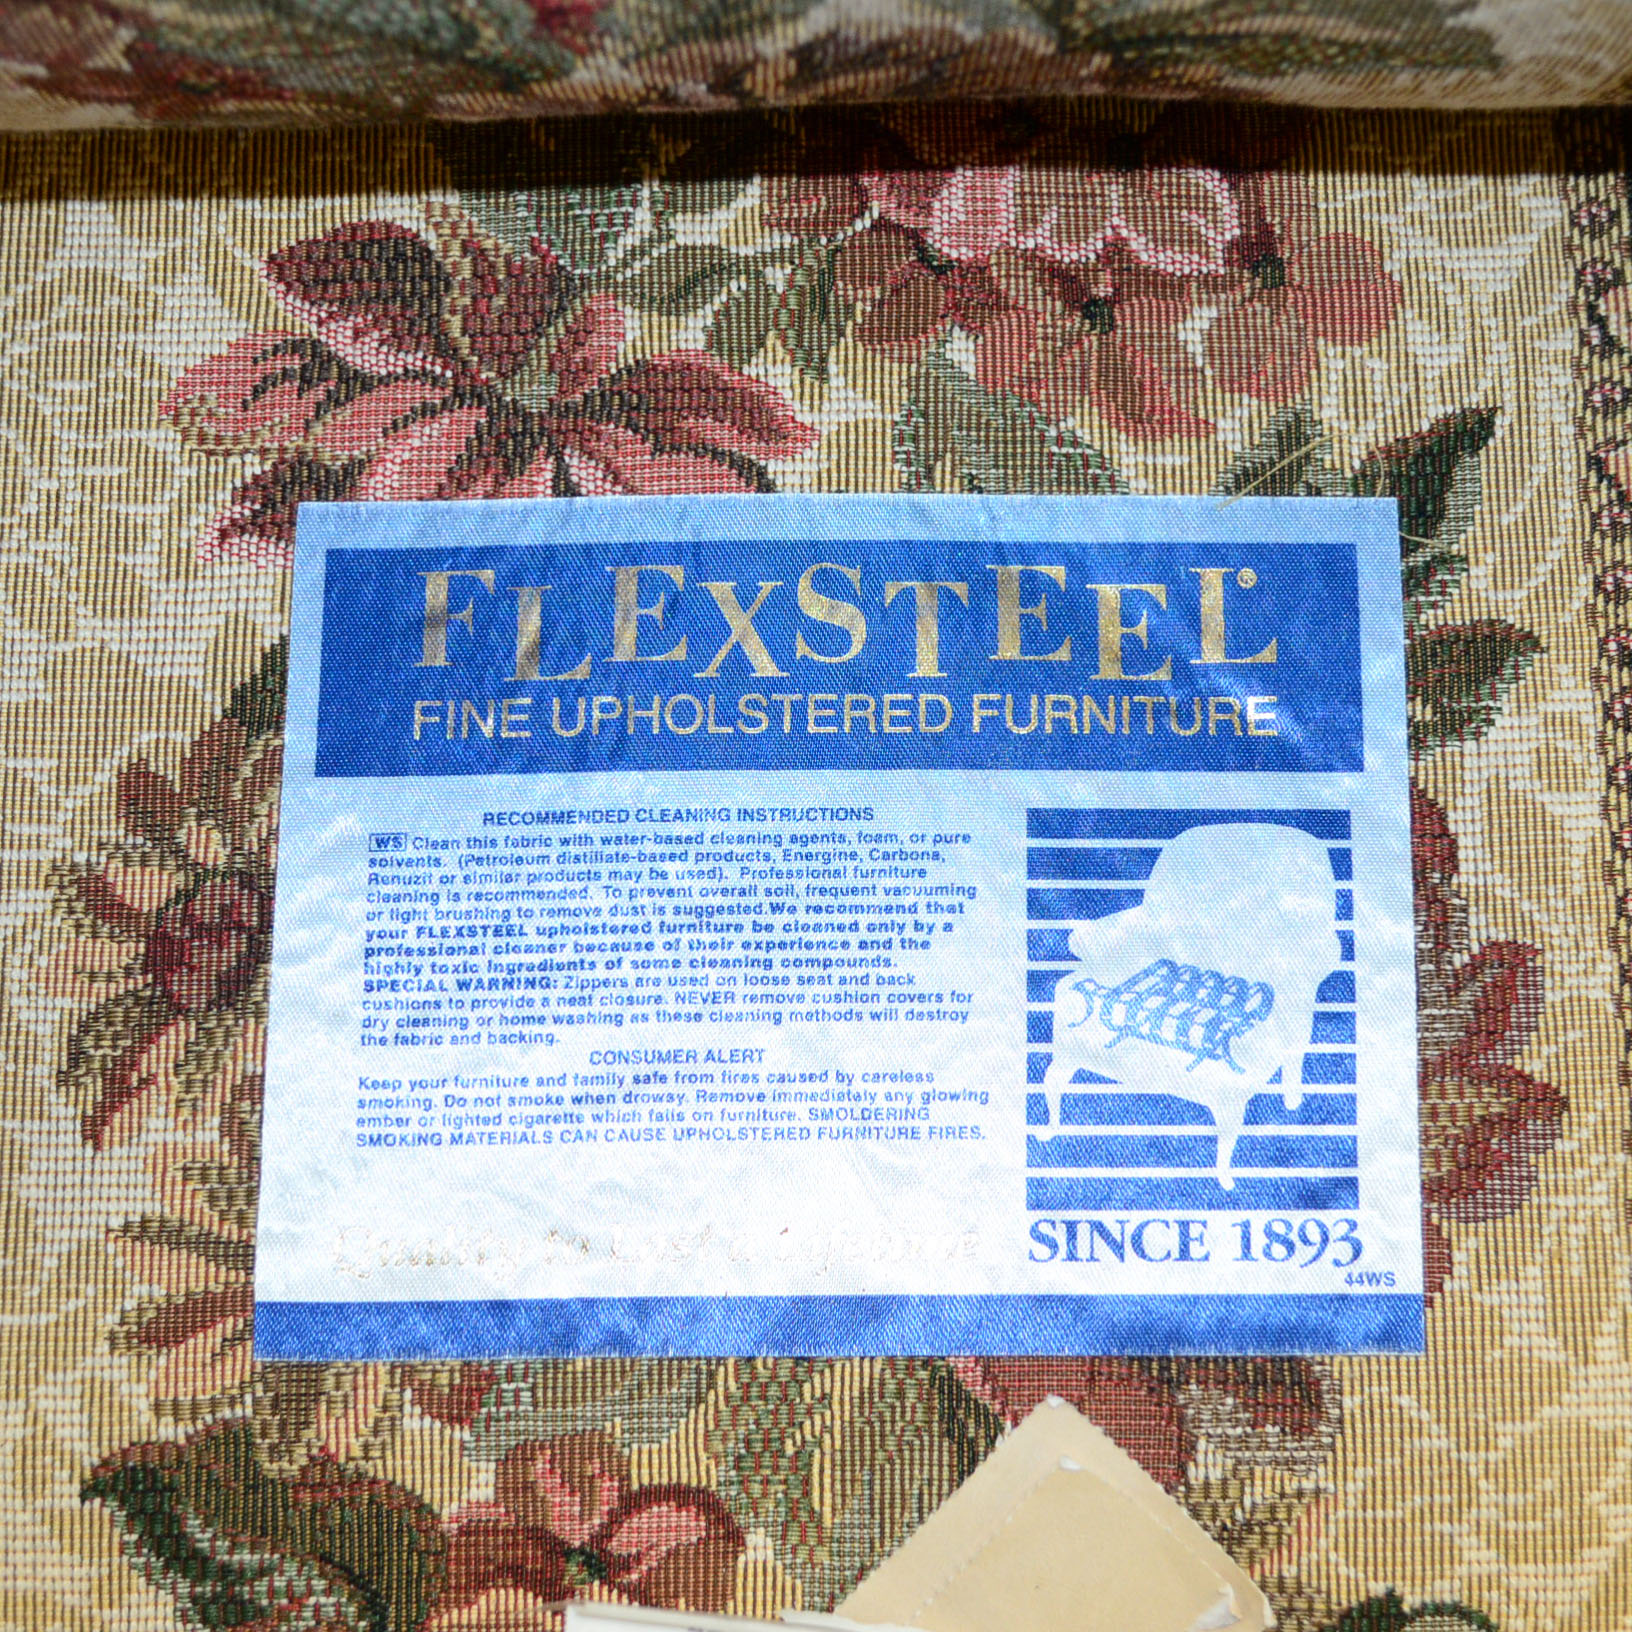 FLEXSTEEL®
FINE UPHOLSTERED FURNITURE
RECOMMENDED CLEANING INSTRUCTIONS
WS Clean this fabric with water-based cleaning agents, foam, or pure
solvents. (Petroleum distillate-based products, Energine, Carbona,
Renuzit or similar products may be used). Professional furniture
cleaning is recommended. To prevent overall soil, frequent vacuuming
or light brushing to remove dust is suggested.We recommend that
your FLEXSTEEL upholstered furniture be cleaned only by a
professional cleaner because of their experience and the
highly toxic ingredients of some cleaning compounds.
SPECIAL WARNING: Zippers are used on loose seat and back
cushions to provide a neat closure. NEVER remove cushion covers for
dry cleaning or home washing as these cleaning methods will destroy
the fabric and backing.
CONSUMER ALERT
Keep your furniture and family safe from fires caused by careless
smoking. Do not smoke when drowsy. Remove immediately any glowing
ember or lighted cigarette which falls on furniture. SMOLDERING
SMOKING MATERIALS CAN CAUSE UPHOLSTERED FURNITURE FIRES.
Quality to Last a Lifetime
SINCE 1893
44WS